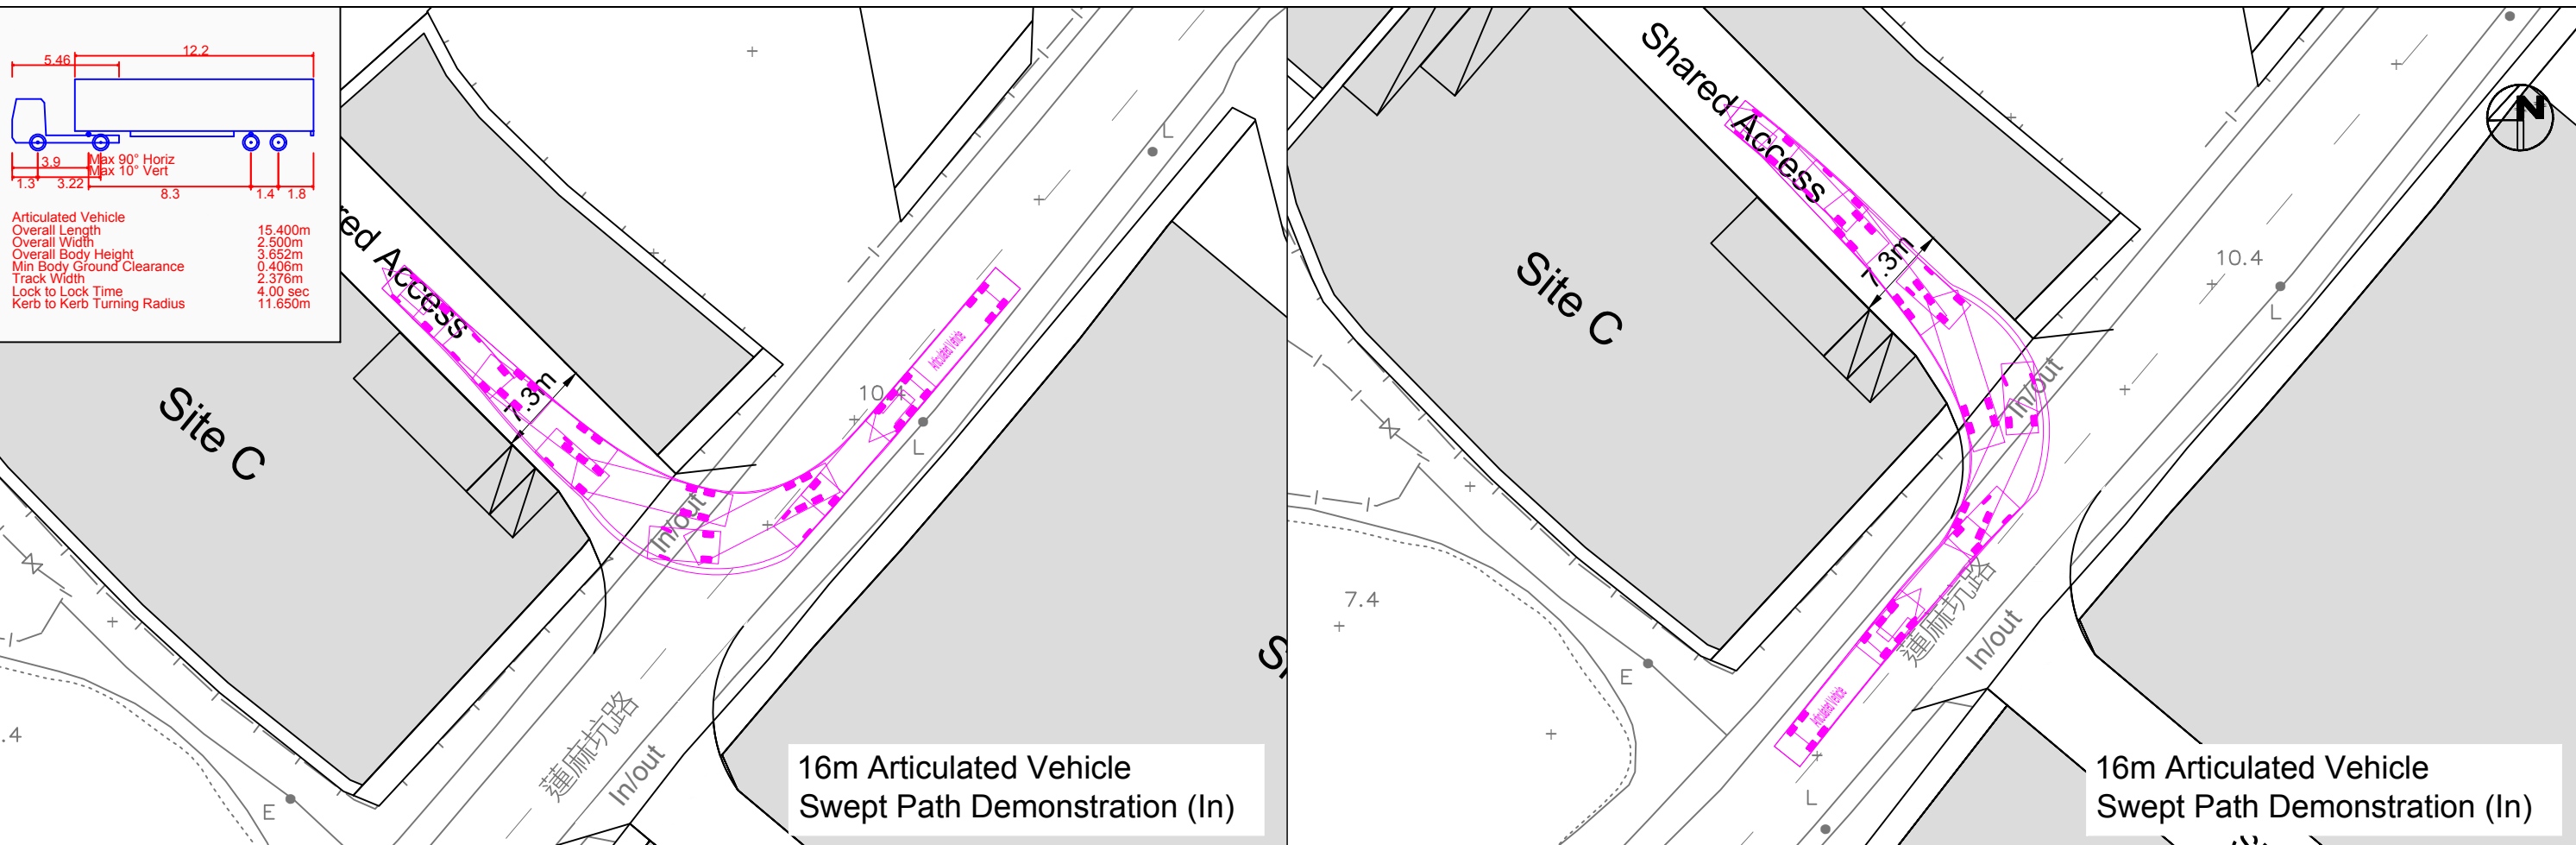 12.2
5.46
3.9
Max 90° Horiz
Max 10° Vert
1.3
3.22
8.3
1.4
1.8
Articulated Vehicle
Overall Length 15.400m
Overall Width 2.500m
Overall Body Height 3.652m
Min Body Ground Clearance 0.406m
Track Width 2.376m
Lock to Lock Time 4.00 sec
Kerb to Kerb Turning Radius 11.650m
red Access
7.3m
Site C
In/out
10.4
Articulated Vehicle
L
L
蓮麻坑路
In/out
E
.4
16m Articulated Vehicle
Swept Path Demonstration (In)
Shared Access
7.3m
Site C
In/out
10.4
L
N
7.4
E
蓮麻坑路
In/out
Articulated Vehicle
L
16m Articulated Vehicle
Swept Path Demonstration (In)